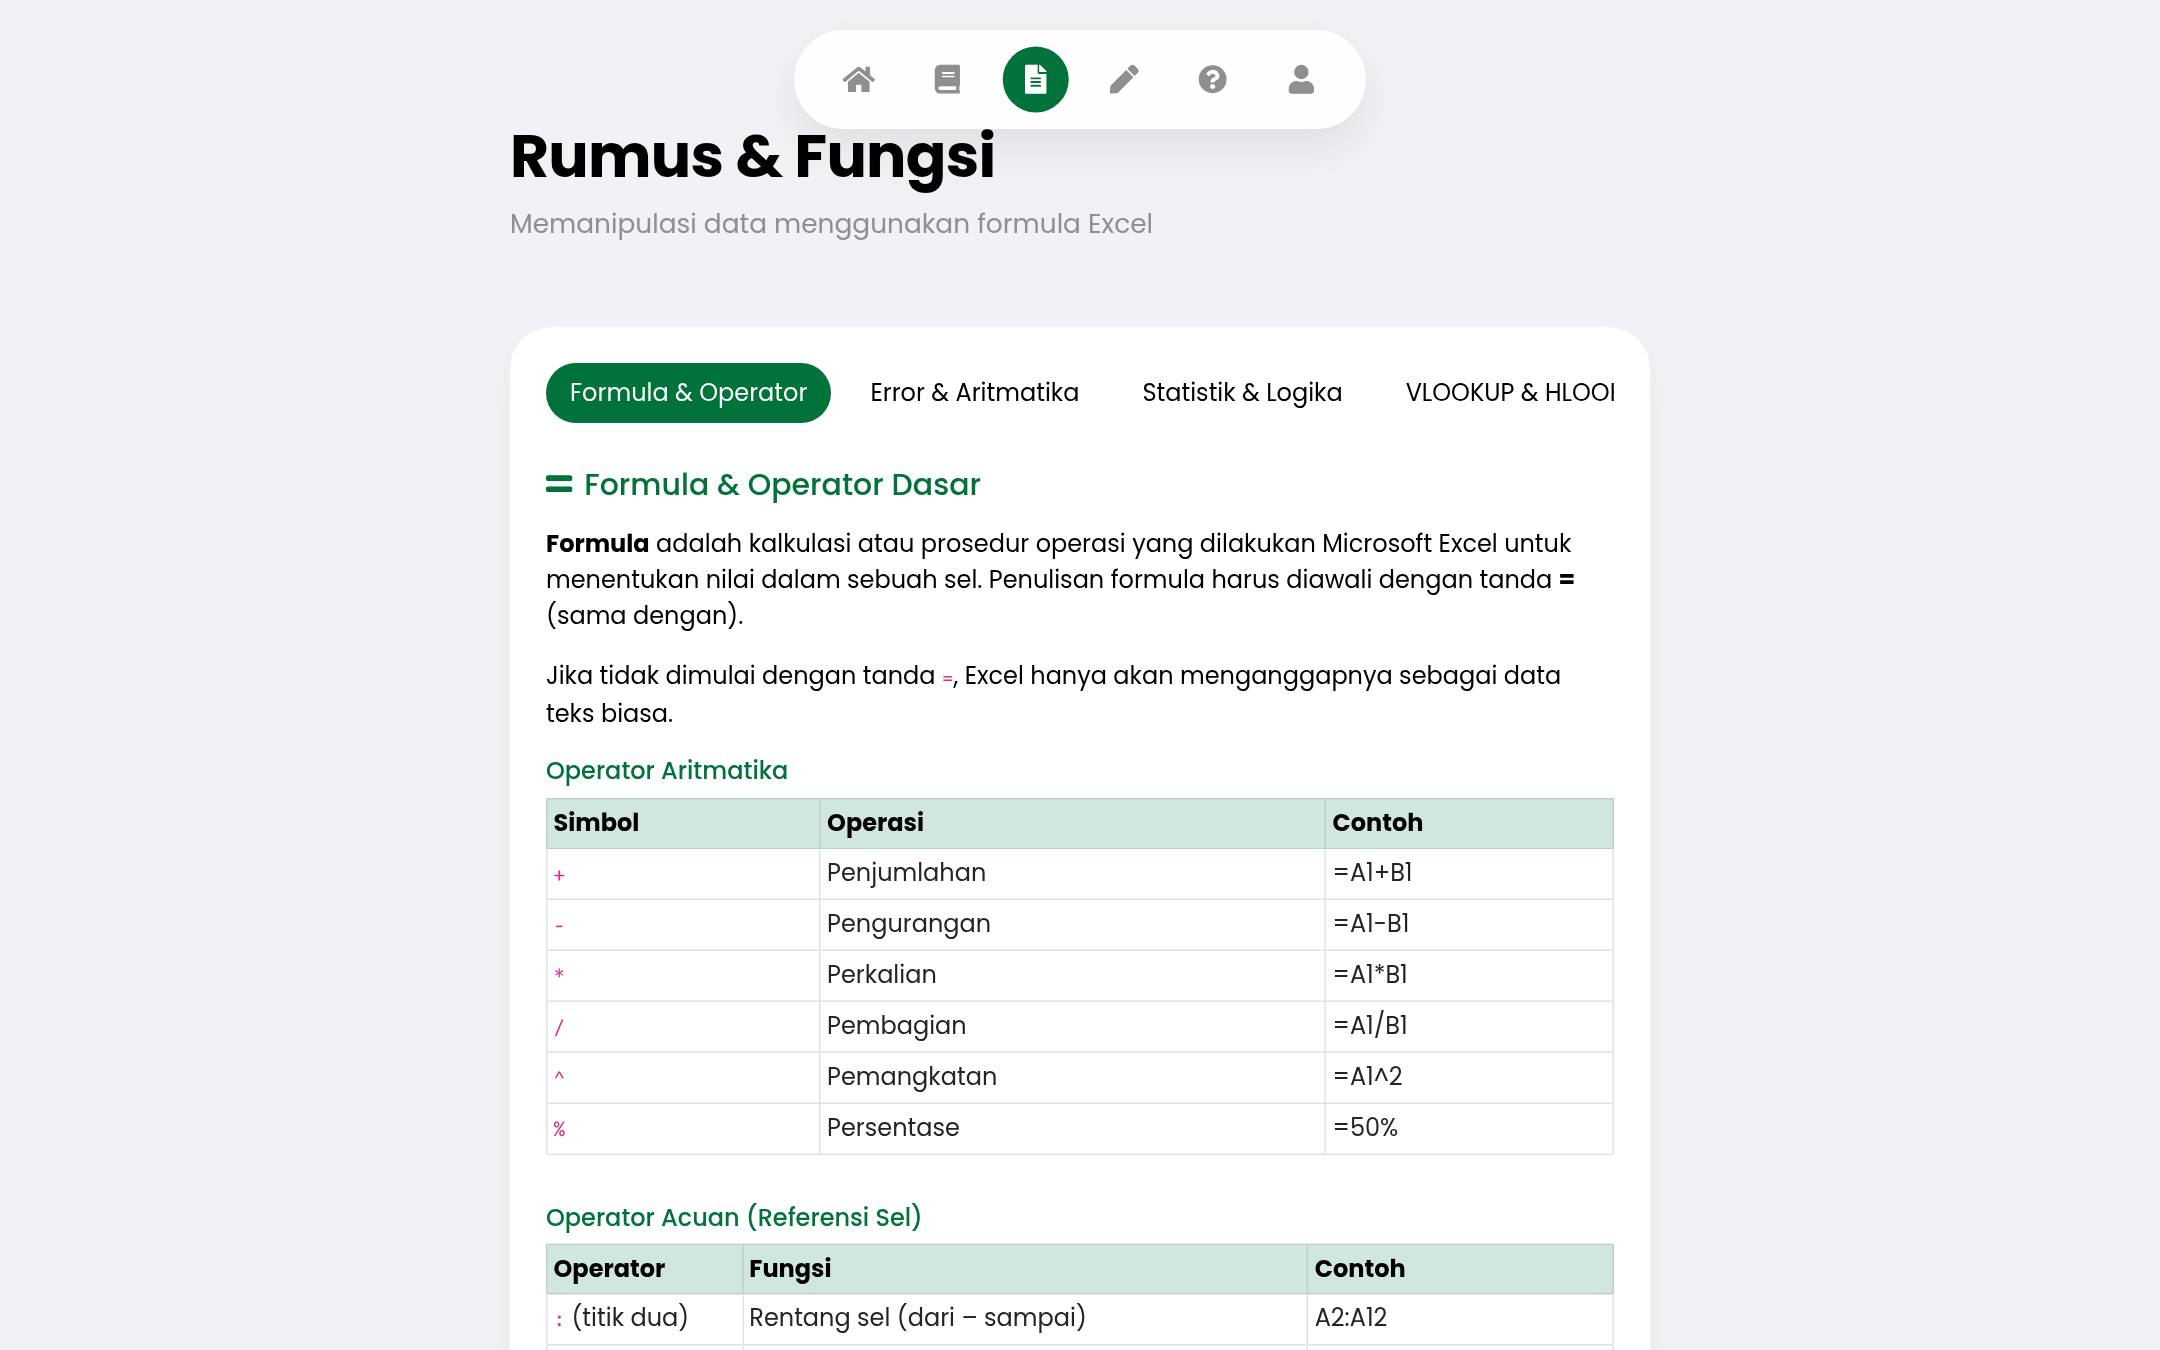 Rumus & Fungsi
Memanipulasi data menggunakan formula Excel
Formula & Operator Error & Aritmatika Statistik & Logika VLOOKUP & HLOO
= Formula & Operator Dasar
Formula adalah kalkulasi atau prosedur operasi yang dilakukan Microsoft Excel untuk
menentukan nilai dalam sebuah sel. Penulisan formula harus diawali dengan tanda =
(sama dengan).
Jika tidak dimulai dengan tanda =, Excel hanya akan menganggapnya sebagai data
teks biasa.
Operator Aritmatika
Simbol Operasi Contoh
+ Penjumlahan =A1+B1
- Pengurangan =A1-B1
* Perkalian =A1*B1
/ Pembagian =A1/B1
^ Pemangkatan =A1^2
% Persentase =50%
Operator Acuan (Referensi Sel)
Operator Fungsi Contoh
: (titik dua) Rentang sel (dari – sampai) A2:A12